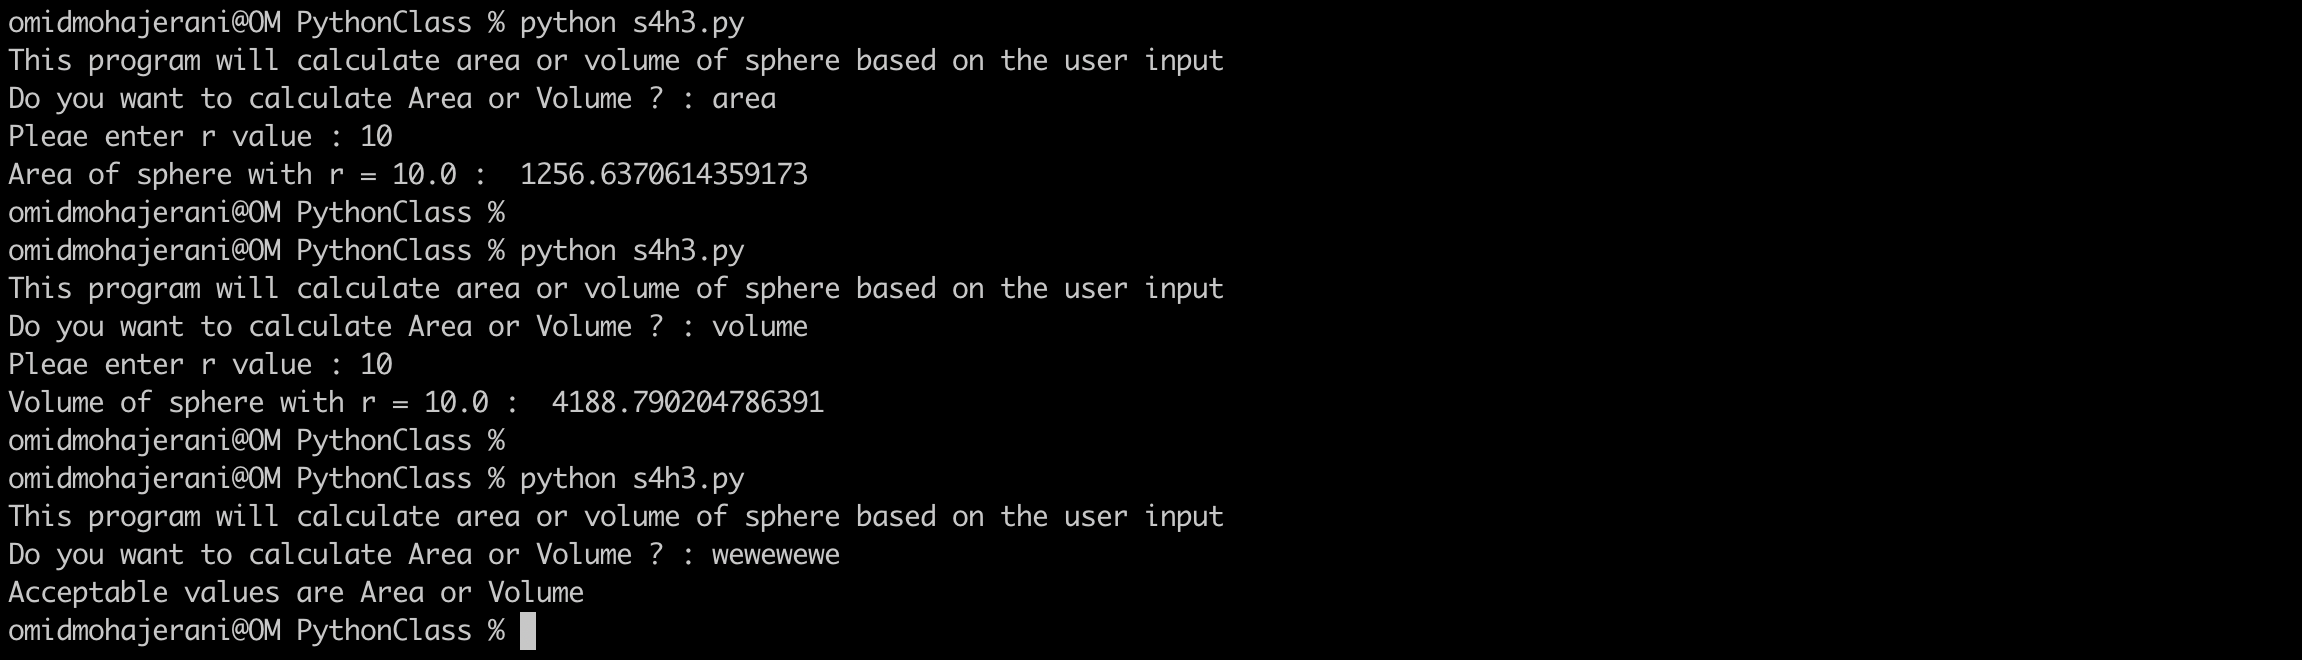 omidmohajerani@OM PythonClass % python s4h3.py
This program will calculate area or volume of sphere based on the user input
Do you want to calculate Area or Volume ? : area
Pleae enter r value : 10
Area of sphere with r = 10.0 :  1256.6370614359173
omidmohajerani@OM PythonClass %
omidmohajerani@OM PythonClass % python s4h3.py
This program will calculate area or volume of sphere based on the user input
Do you want to calculate Area or Volume ? : volume
Pleae enter r value : 10
Volume of sphere with r = 10.0 :  4188.790204786391
omidmohajerani@OM PythonClass %
omidmohajerani@OM PythonClass % python s4h3.py
This program will calculate area or volume of sphere based on the user input
Do you want to calculate Area or Volume ? : wewewewe
Acceptable values are Area or Volume
omidmohajerani@OM PythonClass %